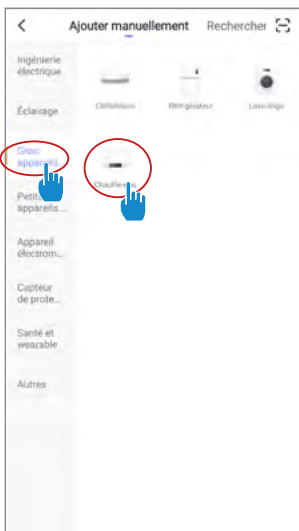 Ajouter manuellement Rechercher
Ingénierie
électrique
Éclairage
Gros
appareils
Petits
appareils...
Appareil
électrom...
Capteur
de prote...
Santé et
wearable
Autres
Climatiseur
Réfrigérateur
Lave-linge
Chauffe-eau